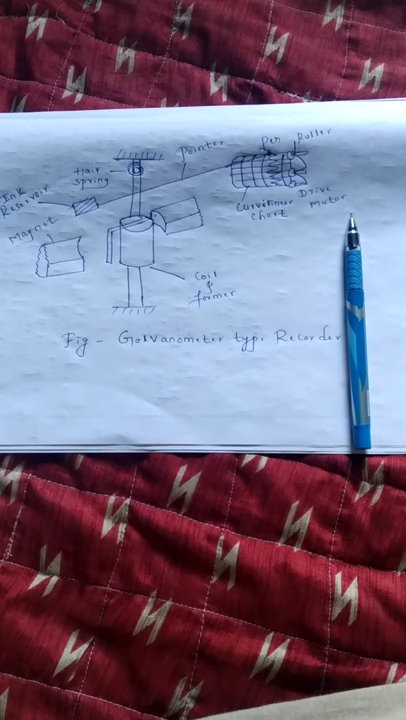 Pen Roller
Pointer
Hair
spring
Ink
Reservoir
Drive
motor
Curvilinear
Chart
Magnet
Coil
&
former
Fig - Galvanometer type Recorder